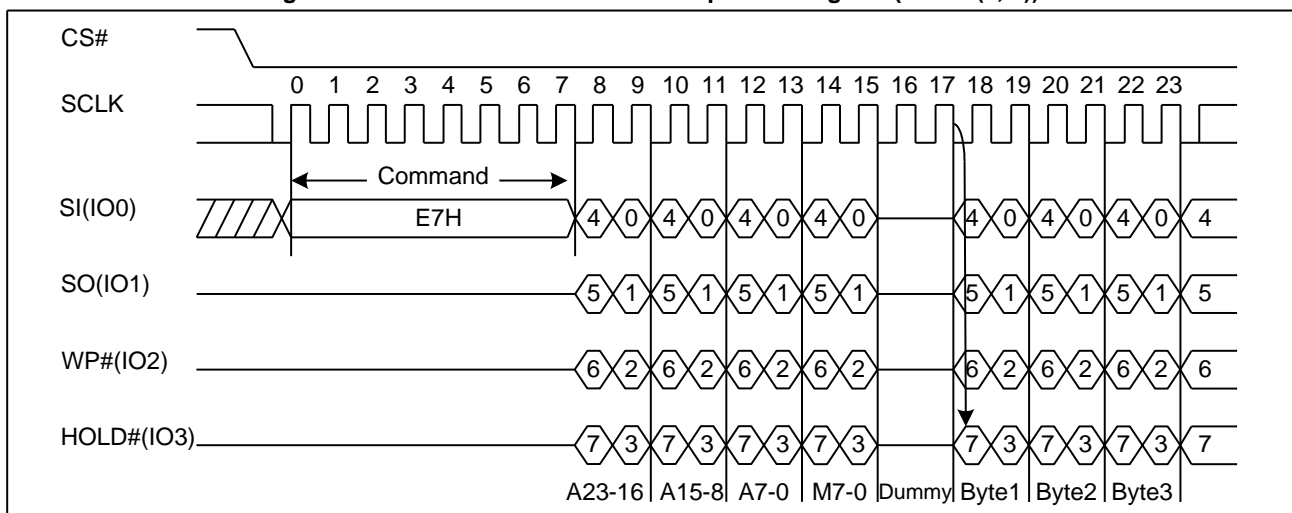 CS#
0 1 2 3 4 5 6 7 8 9 10 11 12 13 14 15 16 17 18 19 20 21 22 23
SCLK
Command
SI(IO0)
E7H
4 0 4 0 4 0 4 0 4 0 4 0 4 0 4
SO(IO1)
5 1 5 1 5 1 5 1 5 1 5 1 5 1 5
WP#(IO2)
6 2 6 2 6 2 6 2 6 2 6 2 6 2 6
HOLD#(IO3)
7 3 7 3 7 3 7 3 7 3 7 3 7 3 7
A23-16 A15-8 A7-0 M7-0 Dummy Byte1 Byte2 Byte3